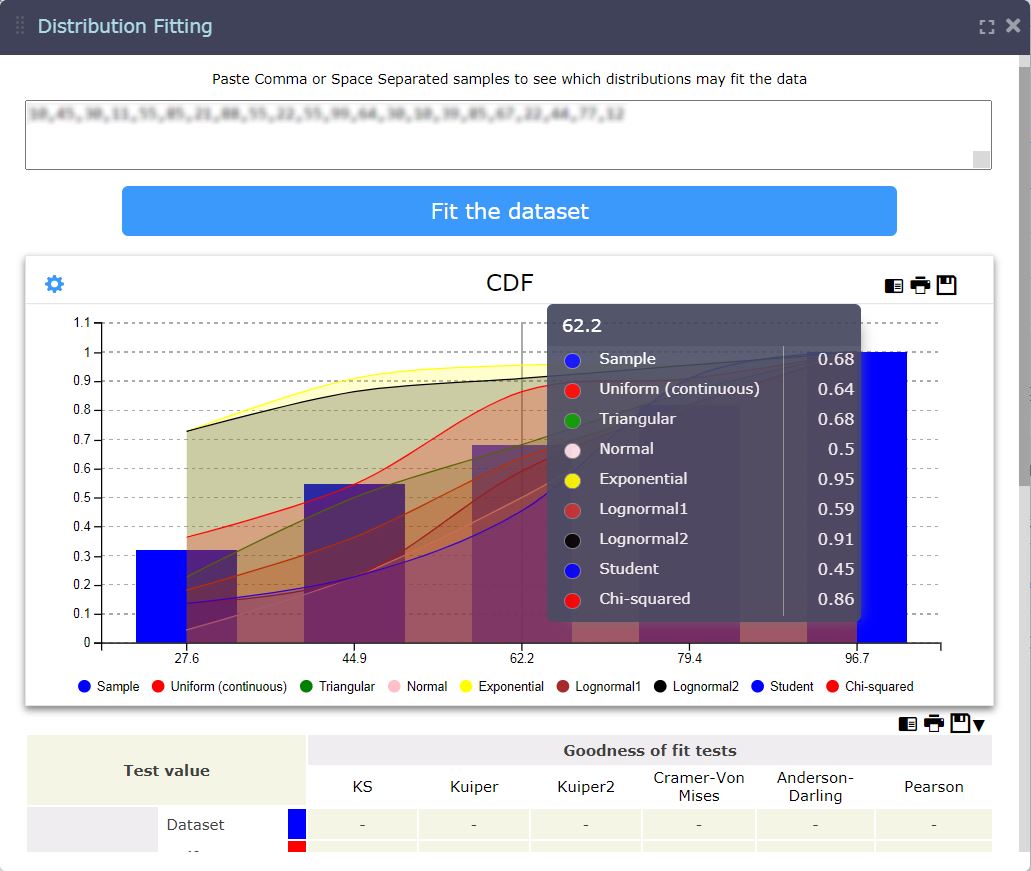 Distribution Fitting
Paste Comma or Space Separated samples to see which distributions may fit the data
Fit the dataset
CDF
1.1
1
0.9
0.8
0.7
0.6
0.5
0.4
0.3
0.2
0.1
0
27.6 44.9 62.2 79.4 96.7
62.2
Sample 0.68
Uniform (continuous) 0.64
Triangular 0.68
Normal 0.5
Exponential 0.95
Lognormal1 0.59
Lognormal2 0.91
Student 0.45
Chi-squared 0.86
Sample Uniform (continuous) Triangular Normal Exponential Lognormal1 Lognormal2 Student Chi-squared
Test value
Goodness of fit tests
KS Kuiper Kuiper2 Cramer-Von Mises Anderson-Darling Pearson
Dataset - - - - - -